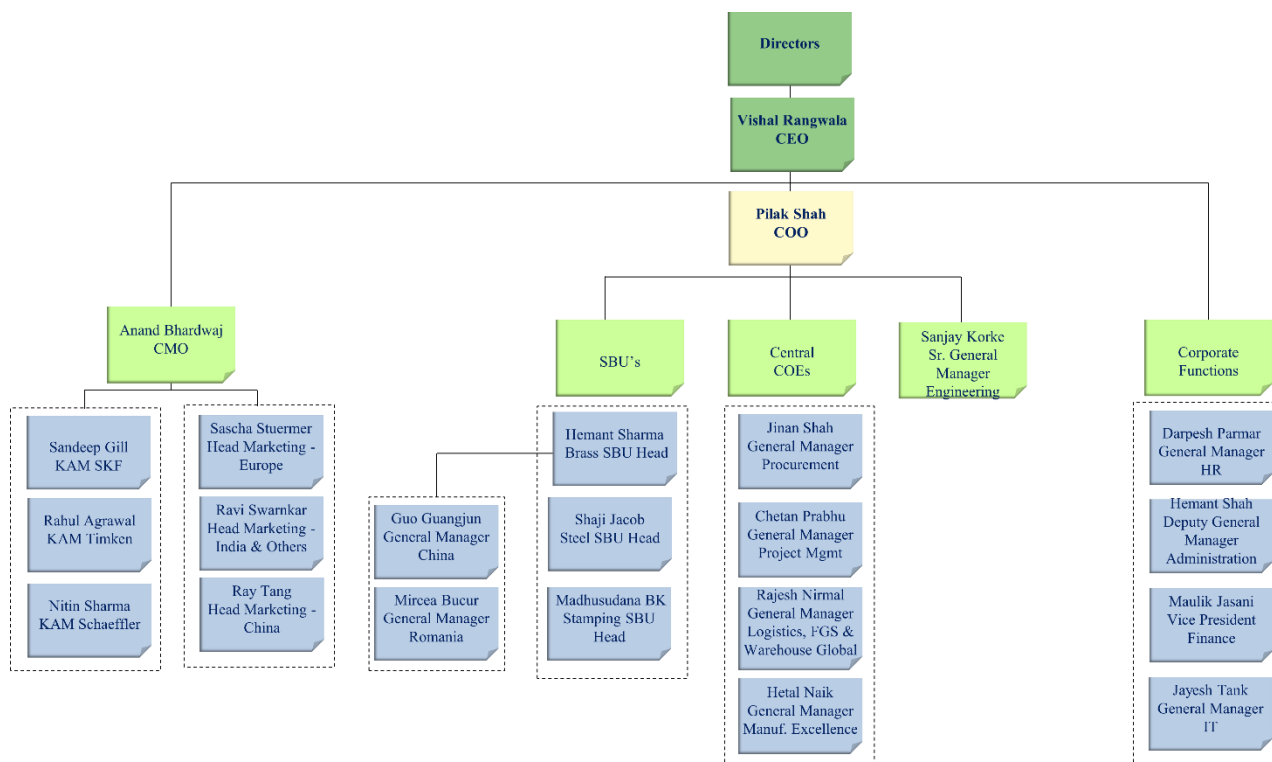 Directors
Vishal Rangwala
CEO
Pilak Shah
COO
Anand Bhardwaj
CMO
SBU's
Central
COEs
Sanjay Korke
Sr. General
Manager
Engineering
Corporate
Functions
Sandeep Gill
KAM SKF
Rahul Agrawal
KAM Timken
Nitin Sharma
KAM Schaeffler
Sascha Stuermer
Head Marketing -
Europe
Ravi Swarnkar
Head Marketing -
India & Others
Ray Tang
Head Marketing -
China
Guo Guangjun
General Manager
China
Mircea Bucur
General Manager
Romania
Hemant Sharma
Brass SBU Head
Shaji Jacob
Steel SBU Head
Madhusudana BK
Stamping SBU
Head
Jinan Shah
General Manager
Procurement
Chetan Prabhu
General Manager
Project Mgmt
Rajesh Nirmal
General Manager
Logistics, FGS &
Warehouse Global
Hetal Naik
General Manager
Manuf. Excellence
Darpesh Parmar
General Manager
HR
Hemant Shah
Deputy General
Manager
Administration
Maulik Jasani
Vice President
Finance
Jayesh Tank
General Manager
IT